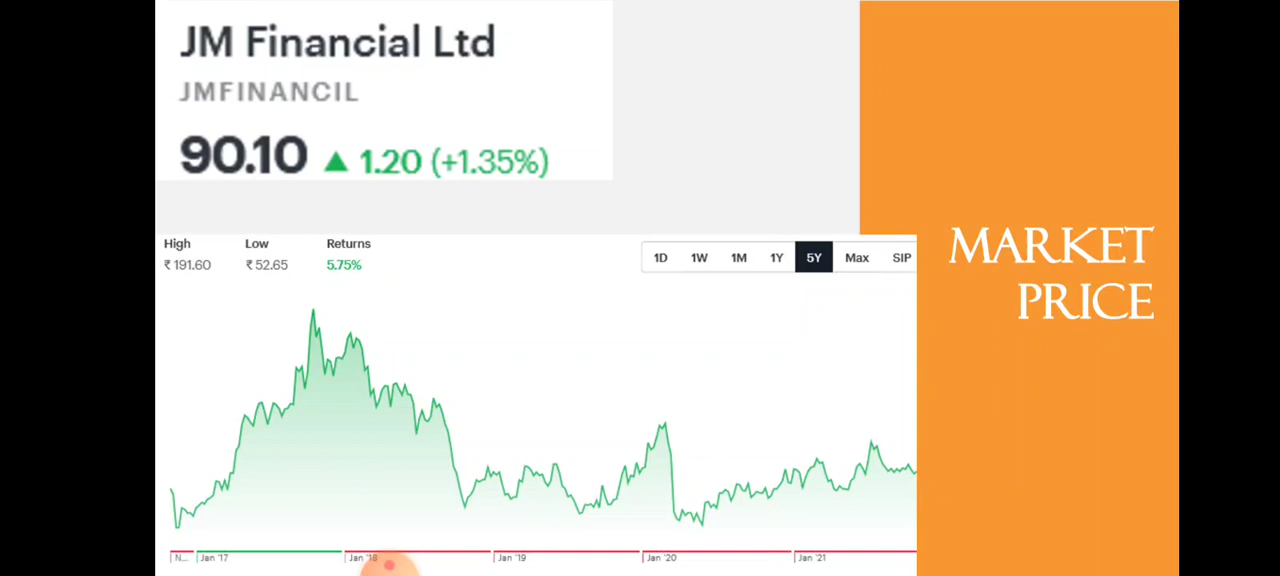 JM Financial Ltd
JMFINANCIL
90.10 ▲ 1.20 (+1.35%)
High Low Returns
₹ 191.60 ₹ 52.65 5.75%
1D 1W 1M 1Y 5Y Max SIP
MARKET
PRICE
N... Jan '17 Jan '18 Jan '19 Jan '20 Jan '21